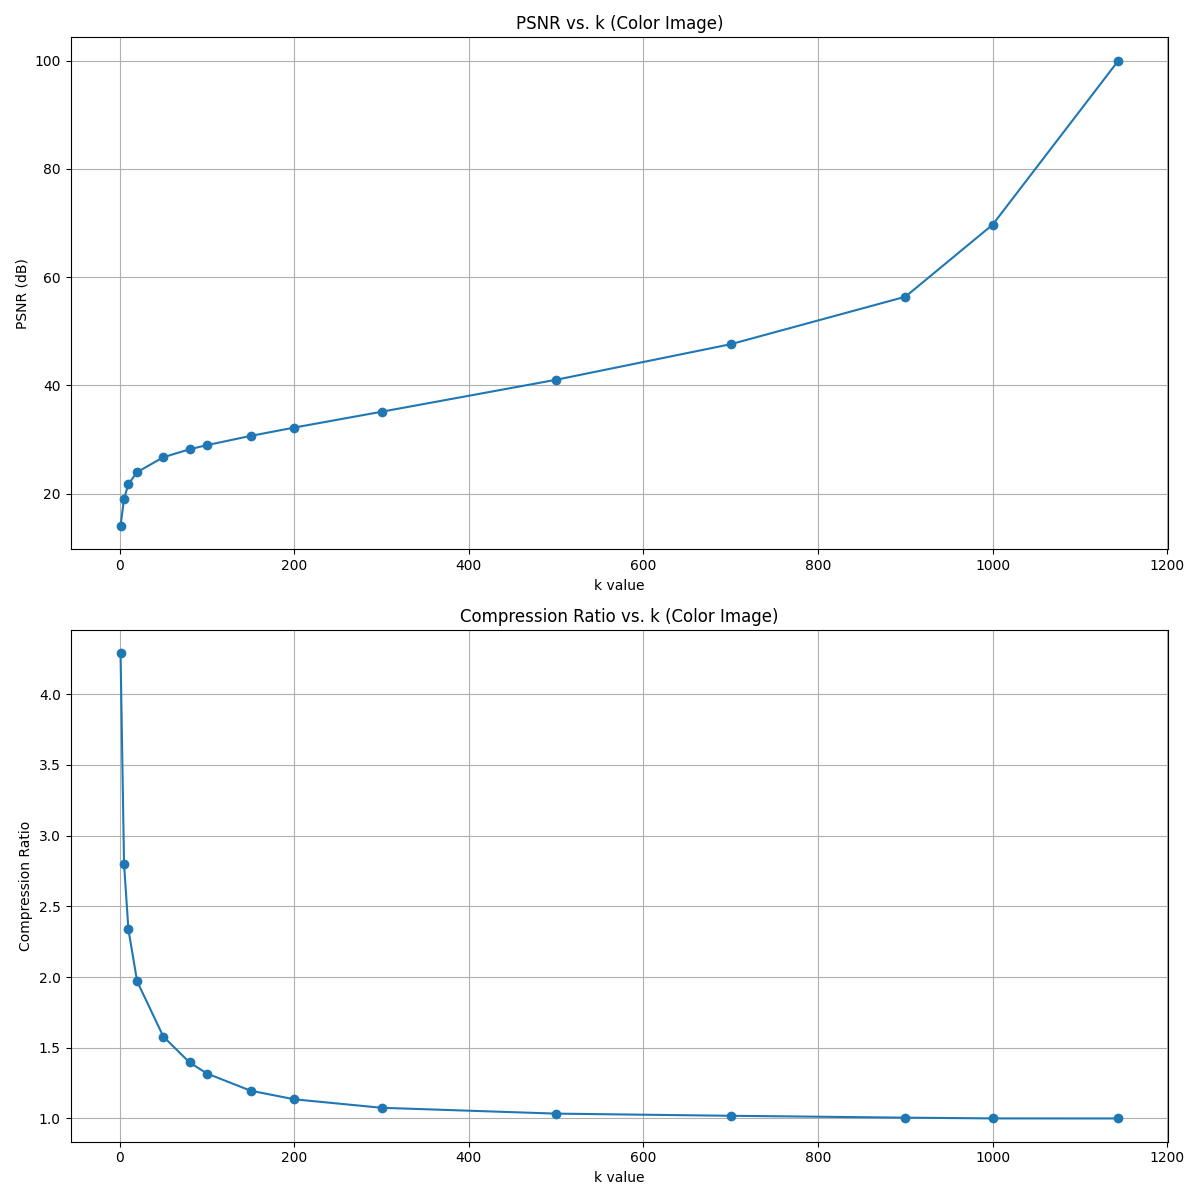 PSNR vs. k (Color Image)
100
80
60
40
20
PSNR (dB)
0 200 400 600 800 1000 1200
k value
Compression Ratio vs. k (Color Image)
4.0
3.5
3.0
2.5
2.0
1.5
1.0
Compression Ratio
0 200 400 600 800 1000 1200
k value